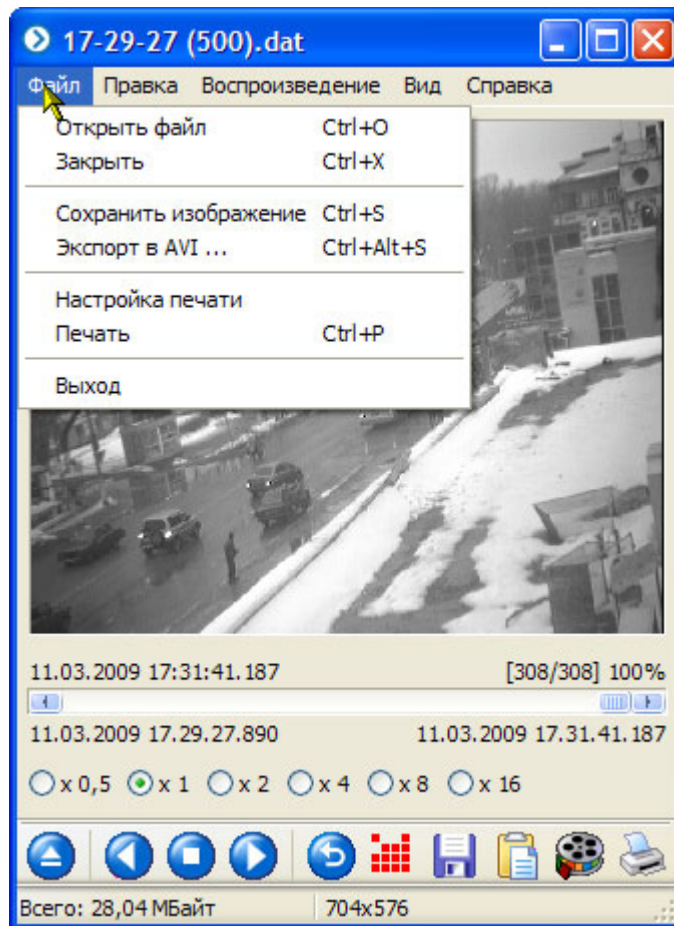 17-29-27 (500).dat
Файл Правка Воспроизведение Вид Справка
Открыть файл Ctrl+O
Закрыть Ctrl+X
Сохранить изображение Ctrl+S
Экспорт в AVI ... Ctrl+Alt+S
Настройка печати
Печать Ctrl+P
Выход
11.03.2009 17:31:41.187 [308/308] 100%
11.03.2009 17.29.27.890 11.03.2009 17.31.41.187
x 0,5 x 1 x 2 x 4 x 8 x 16
Всего: 28,04 МБайт 704x576